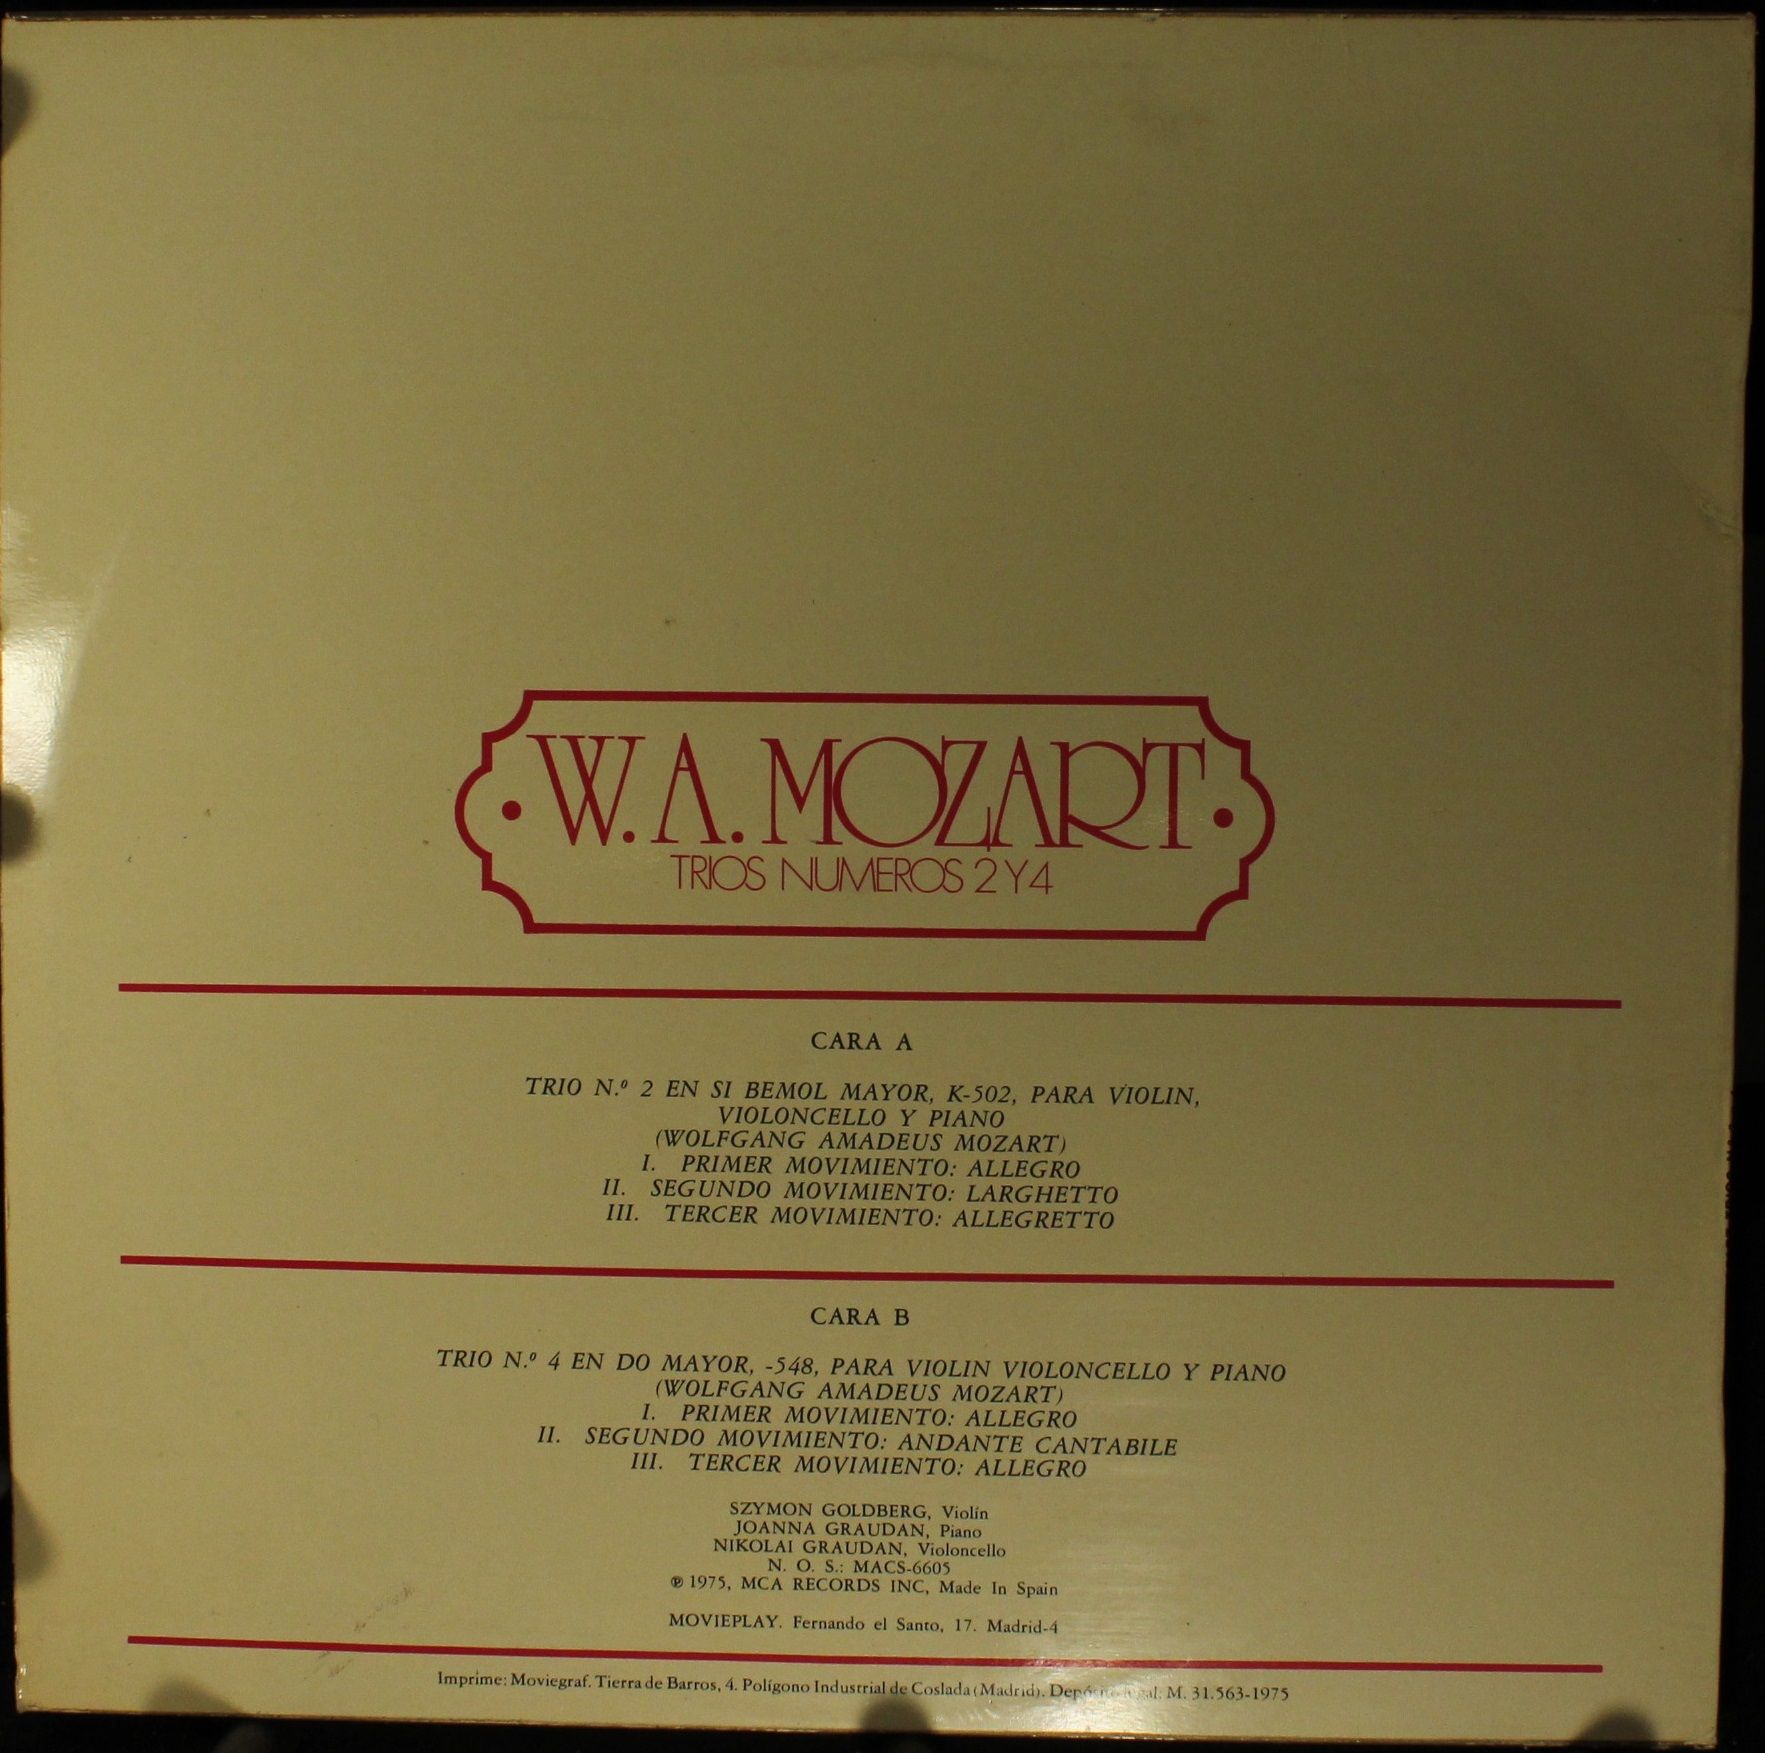 W. A. MOZART
TRIOS NUMEROS 2 Y 4
CARA A
TRIO N.º 2 EN SI BEMOL MAYOR, K-502, PARA VIOLIN,
VIOLONCELLO Y PIANO
(WOLFGANG AMADEUS MOZART)
I. PRIMER MOVIMIENTO: ALLEGRO
II. SEGUNDO MOVIMIENTO: LARGHETTO
III. TERCER MOVIMIENTO: ALLEGRETTO
CARA B
TRIO N.º 4 EN DO MAYOR, -548, PARA VIOLIN VIOLONCELLO Y PIANO
(WOLFGANG AMADEUS MOZART)
I. PRIMER MOVIMIENTO: ALLEGRO
II. SEGUNDO MOVIMIENTO: ANDANTE CANTABILE
III. TERCER MOVIMIENTO: ALLEGRO
SZYMON GOLDBERG, Violín
JOANNA GRAUDAN, Piano
NIKOLAI GRAUDAN, Violoncello
N. O. S.: MACS-6605
℗ 1975, MCA RECORDS INC, Made In Spain
MOVIEPLAY. Fernando el Santo, 17. Madrid-4
Imprime: Moviegraf. Tierra de Barros, 4. Polígono Industrial de Coslada (Madrid). M. 31.563-1975